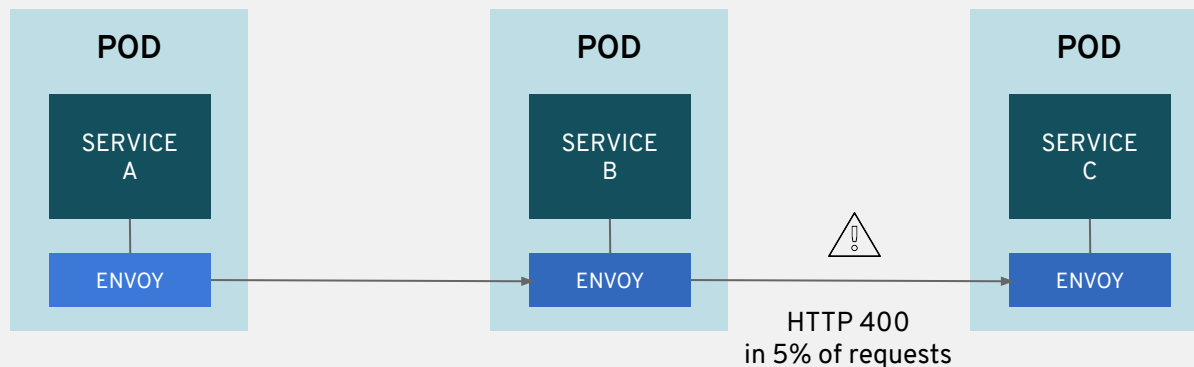 POD
SERVICE
A
ENVOY
POD
SERVICE
B
ENVOY
HTTP 400
in 5% of requests
POD
SERVICE
C
ENVOY